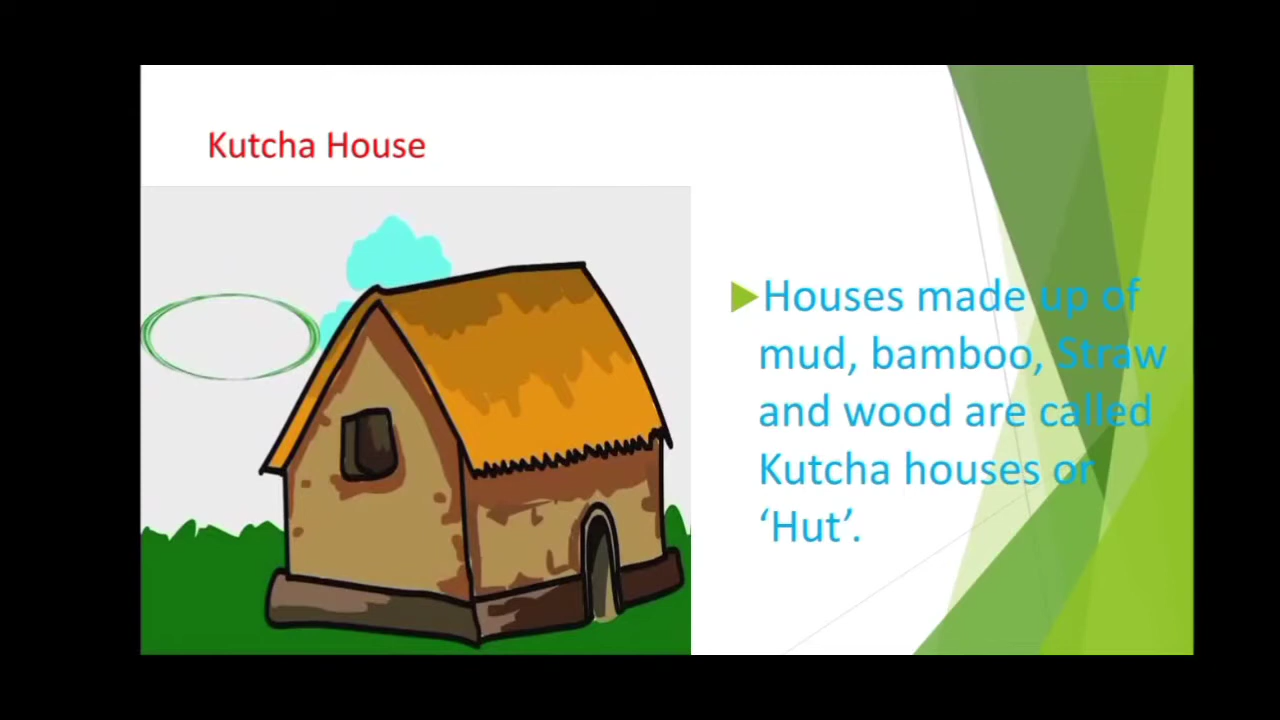 Kutcha House
Houses made up of
mud, bamboo, Straw
and wood are called
Kutcha houses or
‘Hut’.